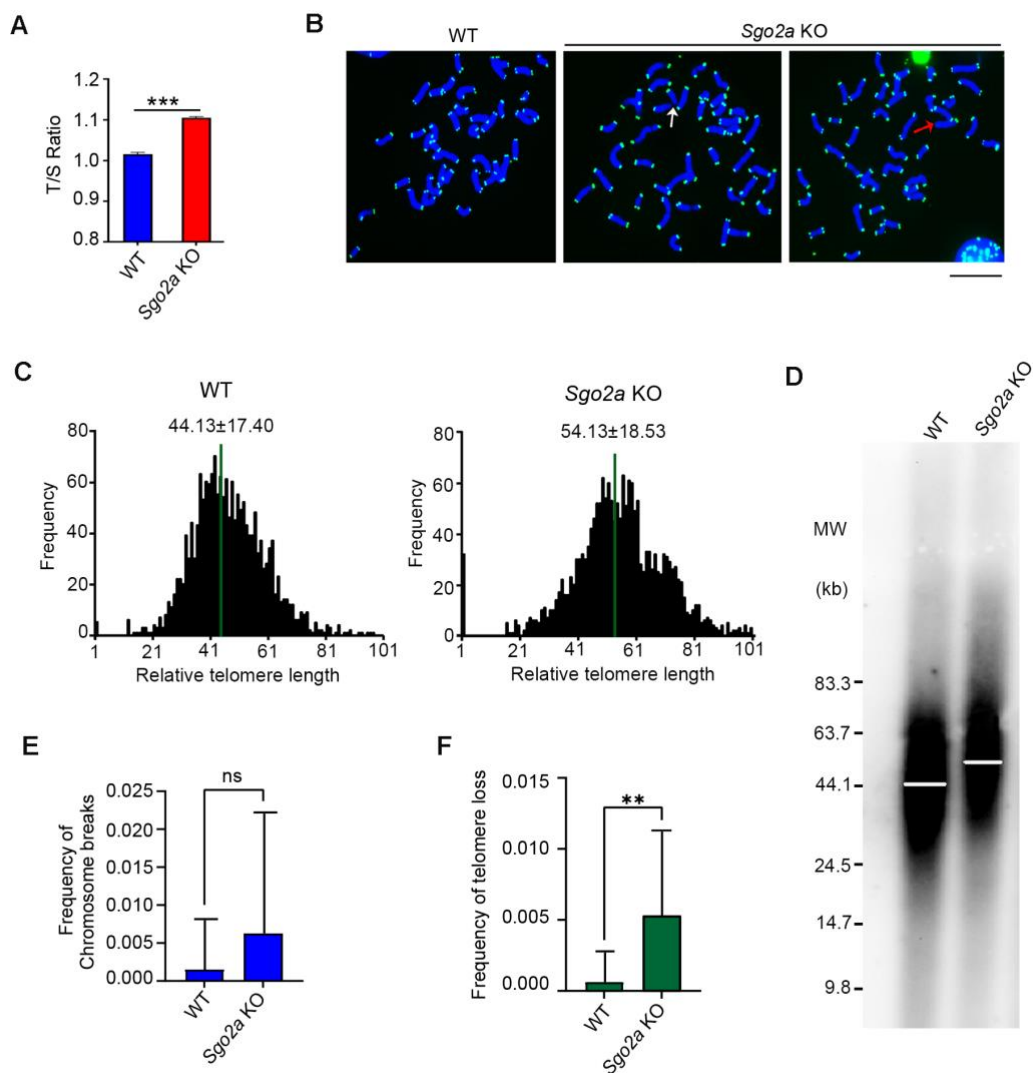 A
T/S Ratio
1.2
***
1.1
1.0
0.9
0.8
WT
Sgo2a KO
B
WT
Sgo2a KO
C
WT
44.13±17.40
Frequency
80
60
40
20
0
1
21
41
61
81
101
Relative telomere length
Sgo2a KO
54.13±18.53
Frequency
80
60
40
20
0
1
21
41
61
81
101
Relative telomere length
D
WT
Sgo2a KO
MW
(kb)
83.3
63.7
44.1
24.5
14.7
9.8
E
Frequency of
Chromosome breaks
ns
0.025
0.020
0.015
0.010
0.005
0.000
WT
Sgo2a KO
F
Frequency of telomere loss
0.015
**
0.010
0.005
0.000
WT
Sgo2a KO